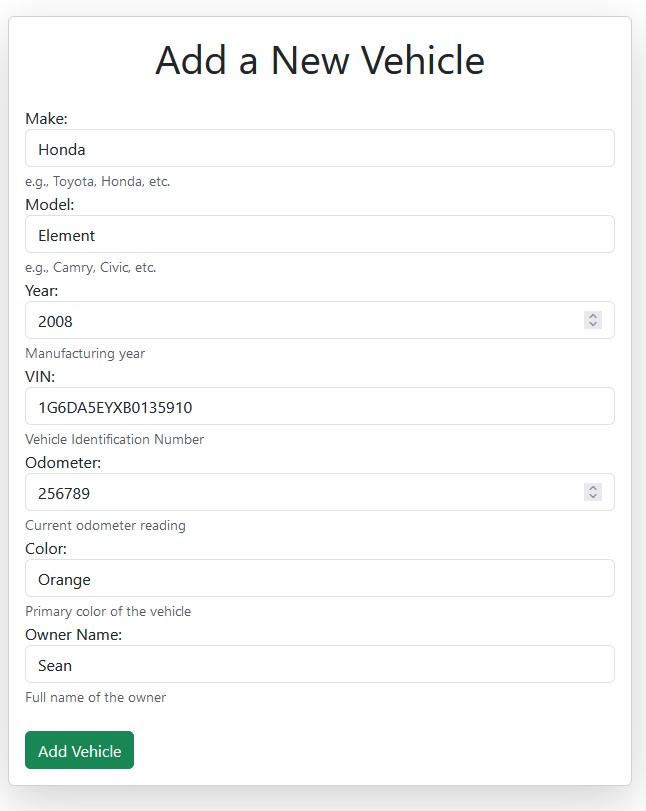 Add a New Vehicle
Make:
Honda
e.g., Toyota, Honda, etc.
Model:
Element
e.g., Camry, Civic, etc.
Year:
2008
Manufacturing year
VIN:
1G6DA5EYXB0135910
Vehicle Identification Number
Odometer:
256789
Current odometer reading
Color:
Orange
Primary color of the vehicle
Owner Name:
Sean
Full name of the owner
Add Vehicle